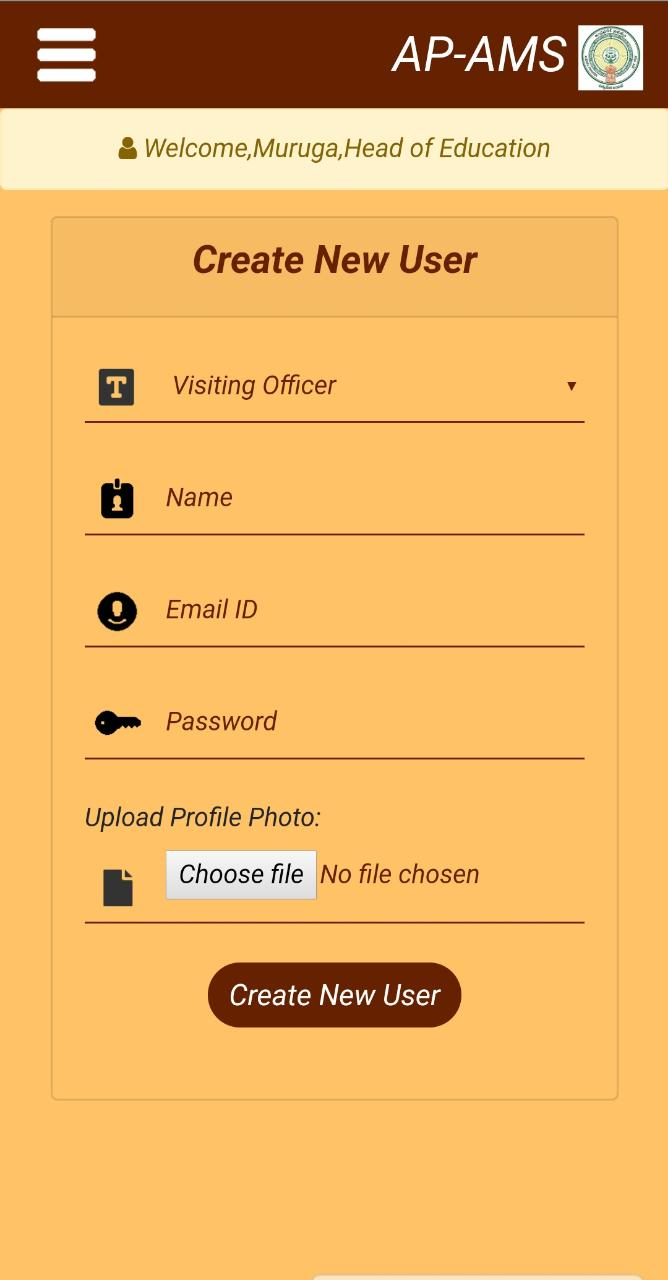 AP-AMS
Welcome,Muruga,Head of Education
Create New User
Visiting Officer
Name
Email ID
Password
Upload Profile Photo:
Choose file No file chosen
Create New User